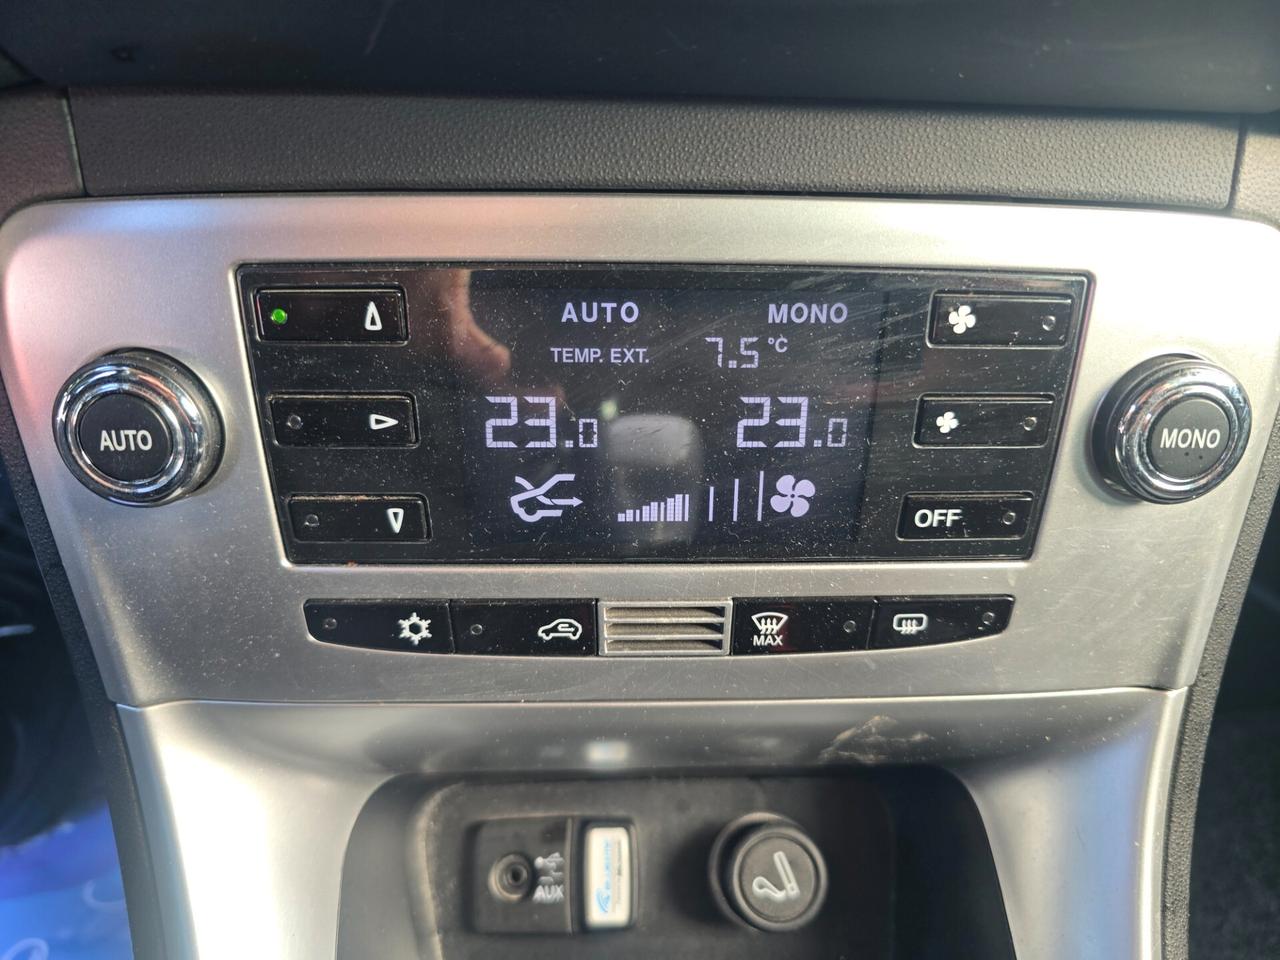 AUTO MONO
TEMP. EXT. 7.5 °C
AUTO
23.0 23.0
MONO
OFF
MAX
AUX